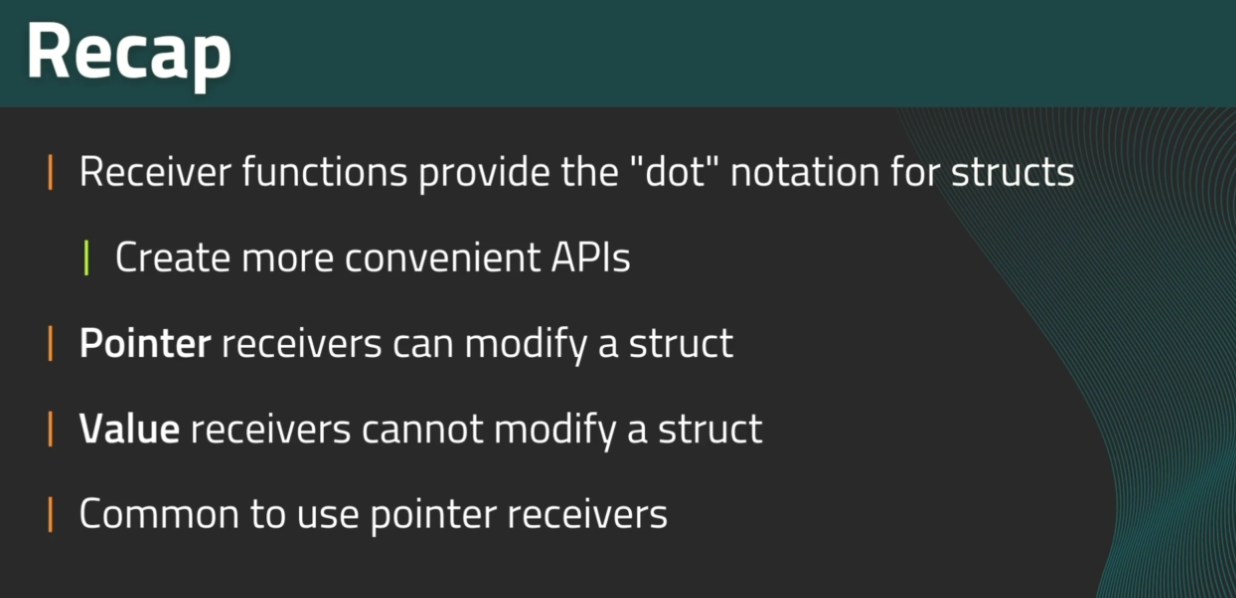 Recap
Receiver functions provide the "dot" notation for structs
Create more convenient APIs
Pointer receivers can modify a struct
Value receivers cannot modify a struct
Common to use pointer receivers